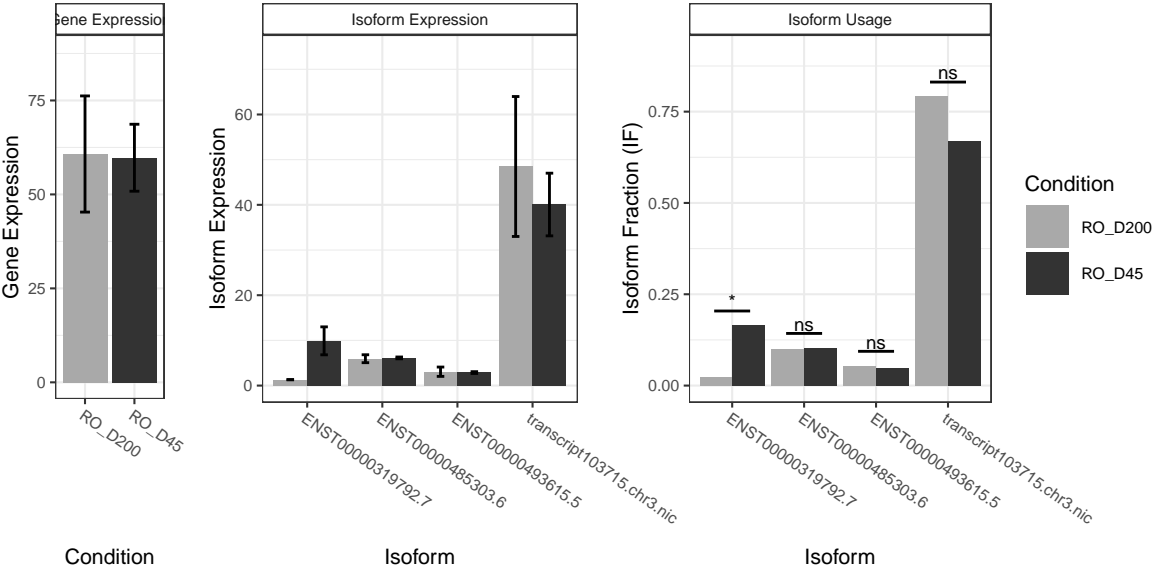 Gene Expression
Isoform Expression
Isoform Usage
Gene Expression
75
50
25
0
RO_D200
RO_D45
Condition
Isoform Expression
60
40
20
0
ENST00000319792.7
ENST00000485303.6
ENST00000493615.5
transcript103715.chr3.nic
Isoform
Isoform Fraction (IF)
0.75
0.50
0.25
0.00
*
ns
ns
ns
ENST00000319792.7
ENST00000485303.6
ENST00000493615.5
transcript103715.chr3.nic
Isoform
Condition
RO_D200
RO_D45